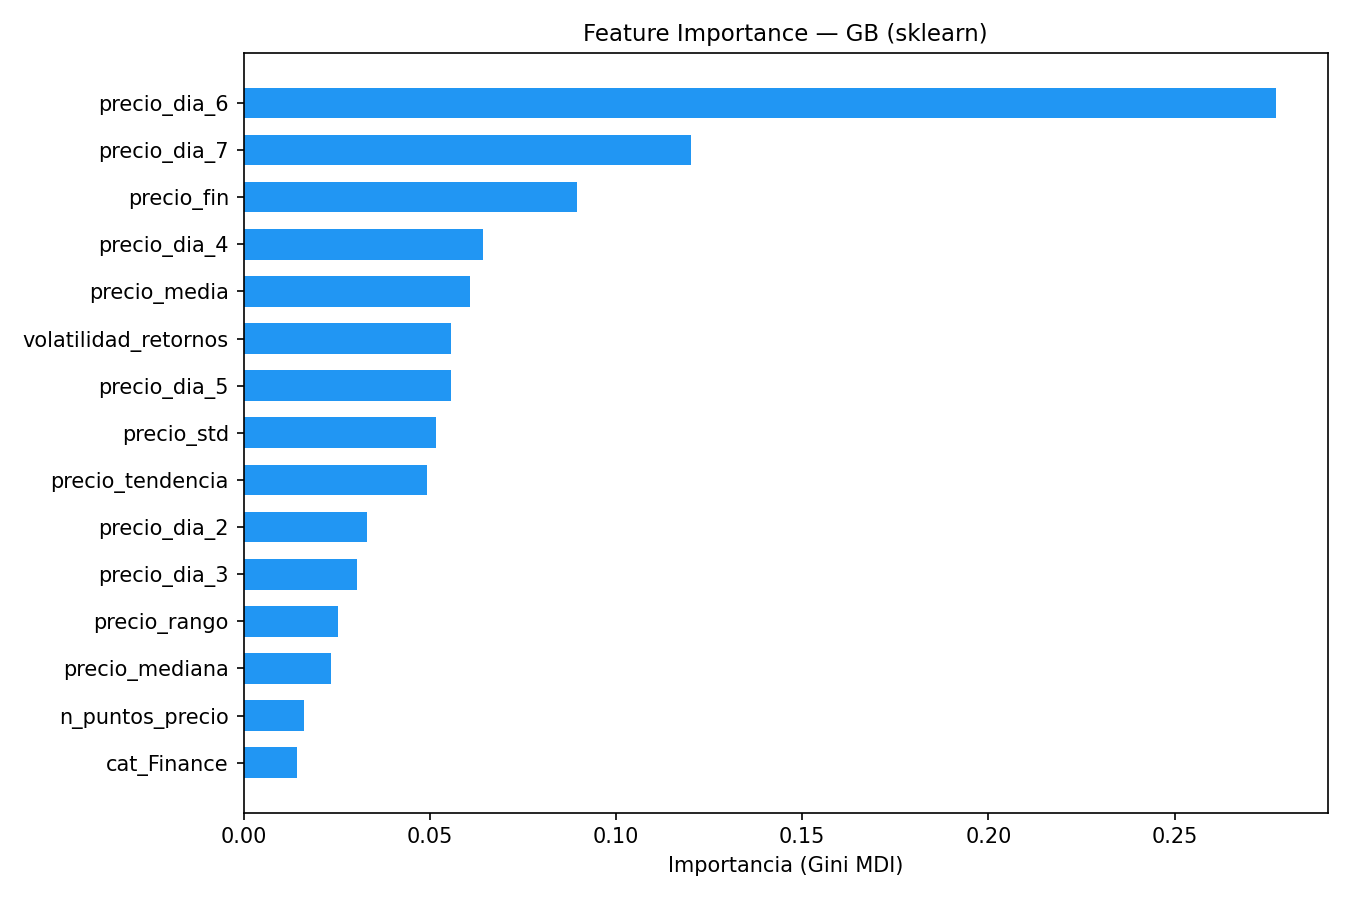 Feature Importance — GB (sklearn)
precio_dia_6
precio_dia_7
precio_fin
precio_dia_4
precio_media
volatilidad_retornos
precio_dia_5
precio_std
precio_tendencia
precio_dia_2
precio_dia_3
precio_rango
precio_mediana
n_puntos_precio
cat_Finance
0.00 0.05 0.10 0.15 0.20 0.25
Importancia (Gini MDI)